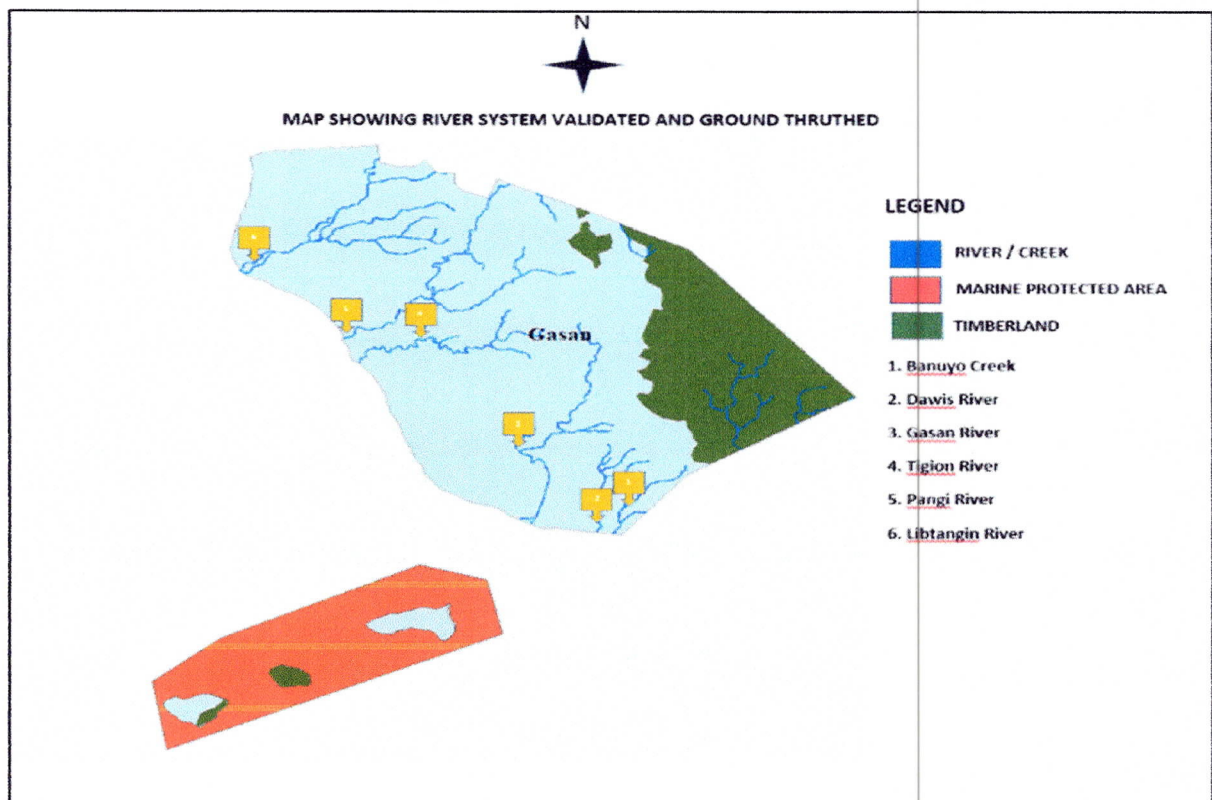 N
MAP SHOWING RIVER SYSTEM VALIDATED AND GROUND THRUTHED
Gasan
LEGEND
RIVER / CREEK
MARINE PROTECTED AREA
TIMBERLAND
1. Banuyo Creek
2. Dawis River
3. Gasan River
4. Tigion River
5. Pangi River
6. Libtangin River